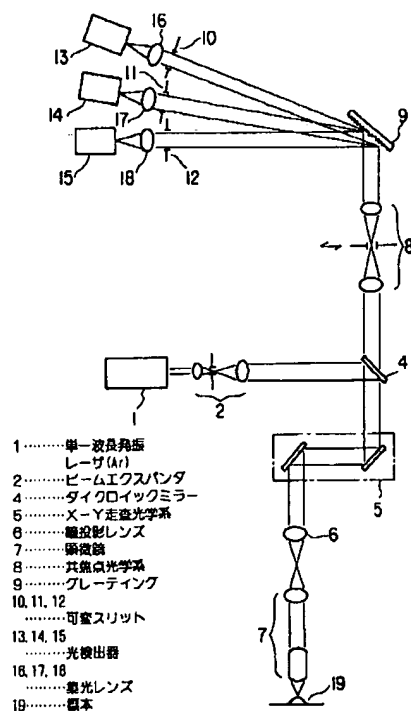 16
10
13
11
14
17
9
15
18
12
8
4
1
2
5
6
7
19
1………単一波長発振
レーザ(Ar)
2………ビームエクスパンダ
4………ダイクロイックミラー
5………X−Y走査光学系
6………瞳投影レンズ
7………顕微鏡
8………共焦点光学系
9………グレーティング
10, 11, 12
………可変スリット
13, 14, 15
………光検出器
16, 17, 18
………集光レンズ
19………標本